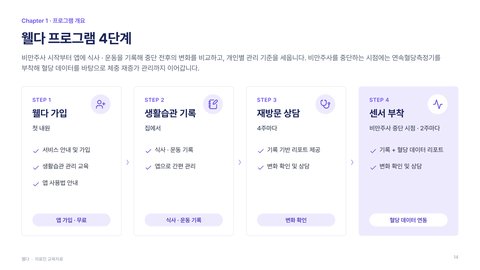 Chapter 1 · 프로그램 개요
웰다 프로그램 4단계
비만주사 시작부터 앱에 식사 · 운동을 기록해 중단 전후의 변화를 비교하고, 개인별 관리 기준을 세웁니다. 비만주사를 중단하는 시점에는 연속혈당측정기를
부착해 혈당 데이터를 바탕으로 체중 재증가 관리까지 이어갑니다.
STEP 1
웰다 가입
첫 내원
서비스 안내 및 가입
생활습관 관리 교육
앱 사용법 안내
앱 가입 · 무료
STEP 2
생활습관 기록
집에서
식사 · 운동 기록
앱으로 간편 관리
식사 · 운동 기록
STEP 3
재방문 상담
4주마다
기록 기반 리포트 제공
변화 확인 및 상담
변화 확인
STEP 4
센서 부착
비만주사 중단 시점 · 2주마다
기록 + 혈당 데이터 리포트
변화 확인 및 상담
혈당 데이터 연동
웰다 · 의료진 교육자료